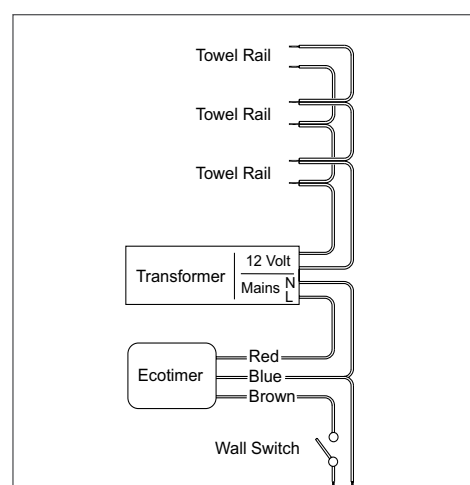 Towel Rail
Towel Rail
Towel Rail
Transformer
12 Volt
Mains N
L
Ecotimer
Red
Blue
Brown
Wall Switch